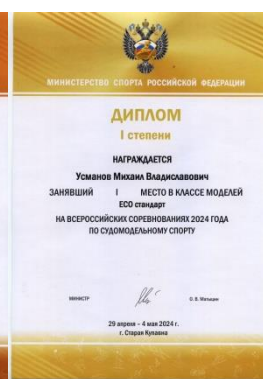 МИНИСТЕРСТВО СПОРТА РОССИЙСКОЙ ФЕДЕРАЦИИ
ДИПЛОМ
I степени
НАГРАЖДАЕТСЯ
Усманов Михаил Владиславович
ЗАНЯВШИЙ I МЕСТО В КЛАССЕ МОДЕЛЕЙ
ECO стандарт
НА ВСЕРОССИЙСКИХ СОРЕВНОВАНИЯХ 2024 ГОДА
ПО СУДОМОДЕЛЬНОМУ СПОРТУ
МИНИСТР О. В. Матыцин
29 апреля – 4 мая 2024 г.
г. Старая Купавна